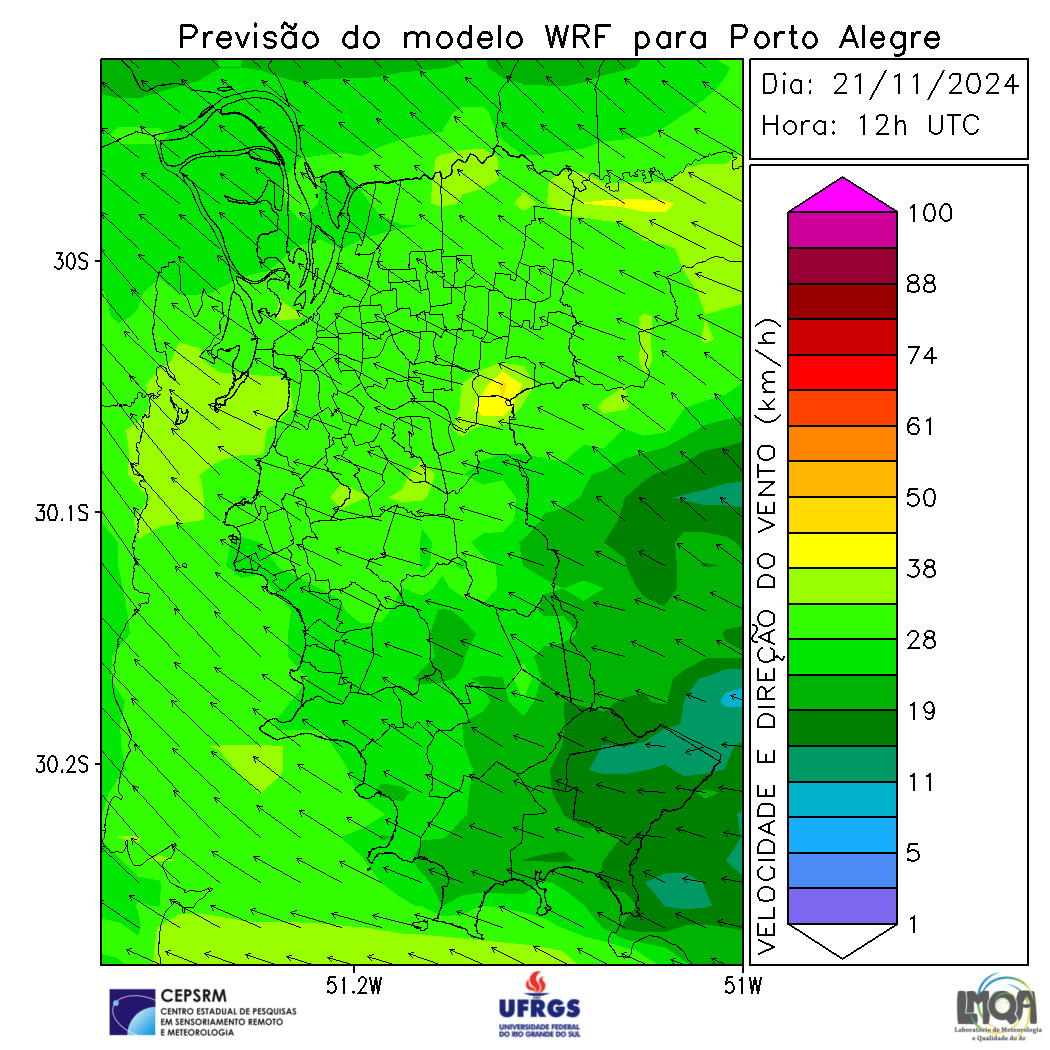 Previsão do modelo WRF para Porto Alegre
Dia: 21/11/2024
Hora: 12h UTC
30S
30.1S
30.2S
51.2W
51W
VELOCIDADE E DIREÇÃO DO VENTO (km/h)
100
88
74
61
50
38
28
19
11
5
1
CEPSRM
CENTRO ESTADUAL DE PESQUISAS
EM SENSORIAMENTO REMOTO
E METEOROLOGIA
UFRGS
UNIVERSIDADE FEDERAL
DO RIO GRANDE DO SUL
LMQA
Laboratório de Meteorologia
e Qualidade do Ar